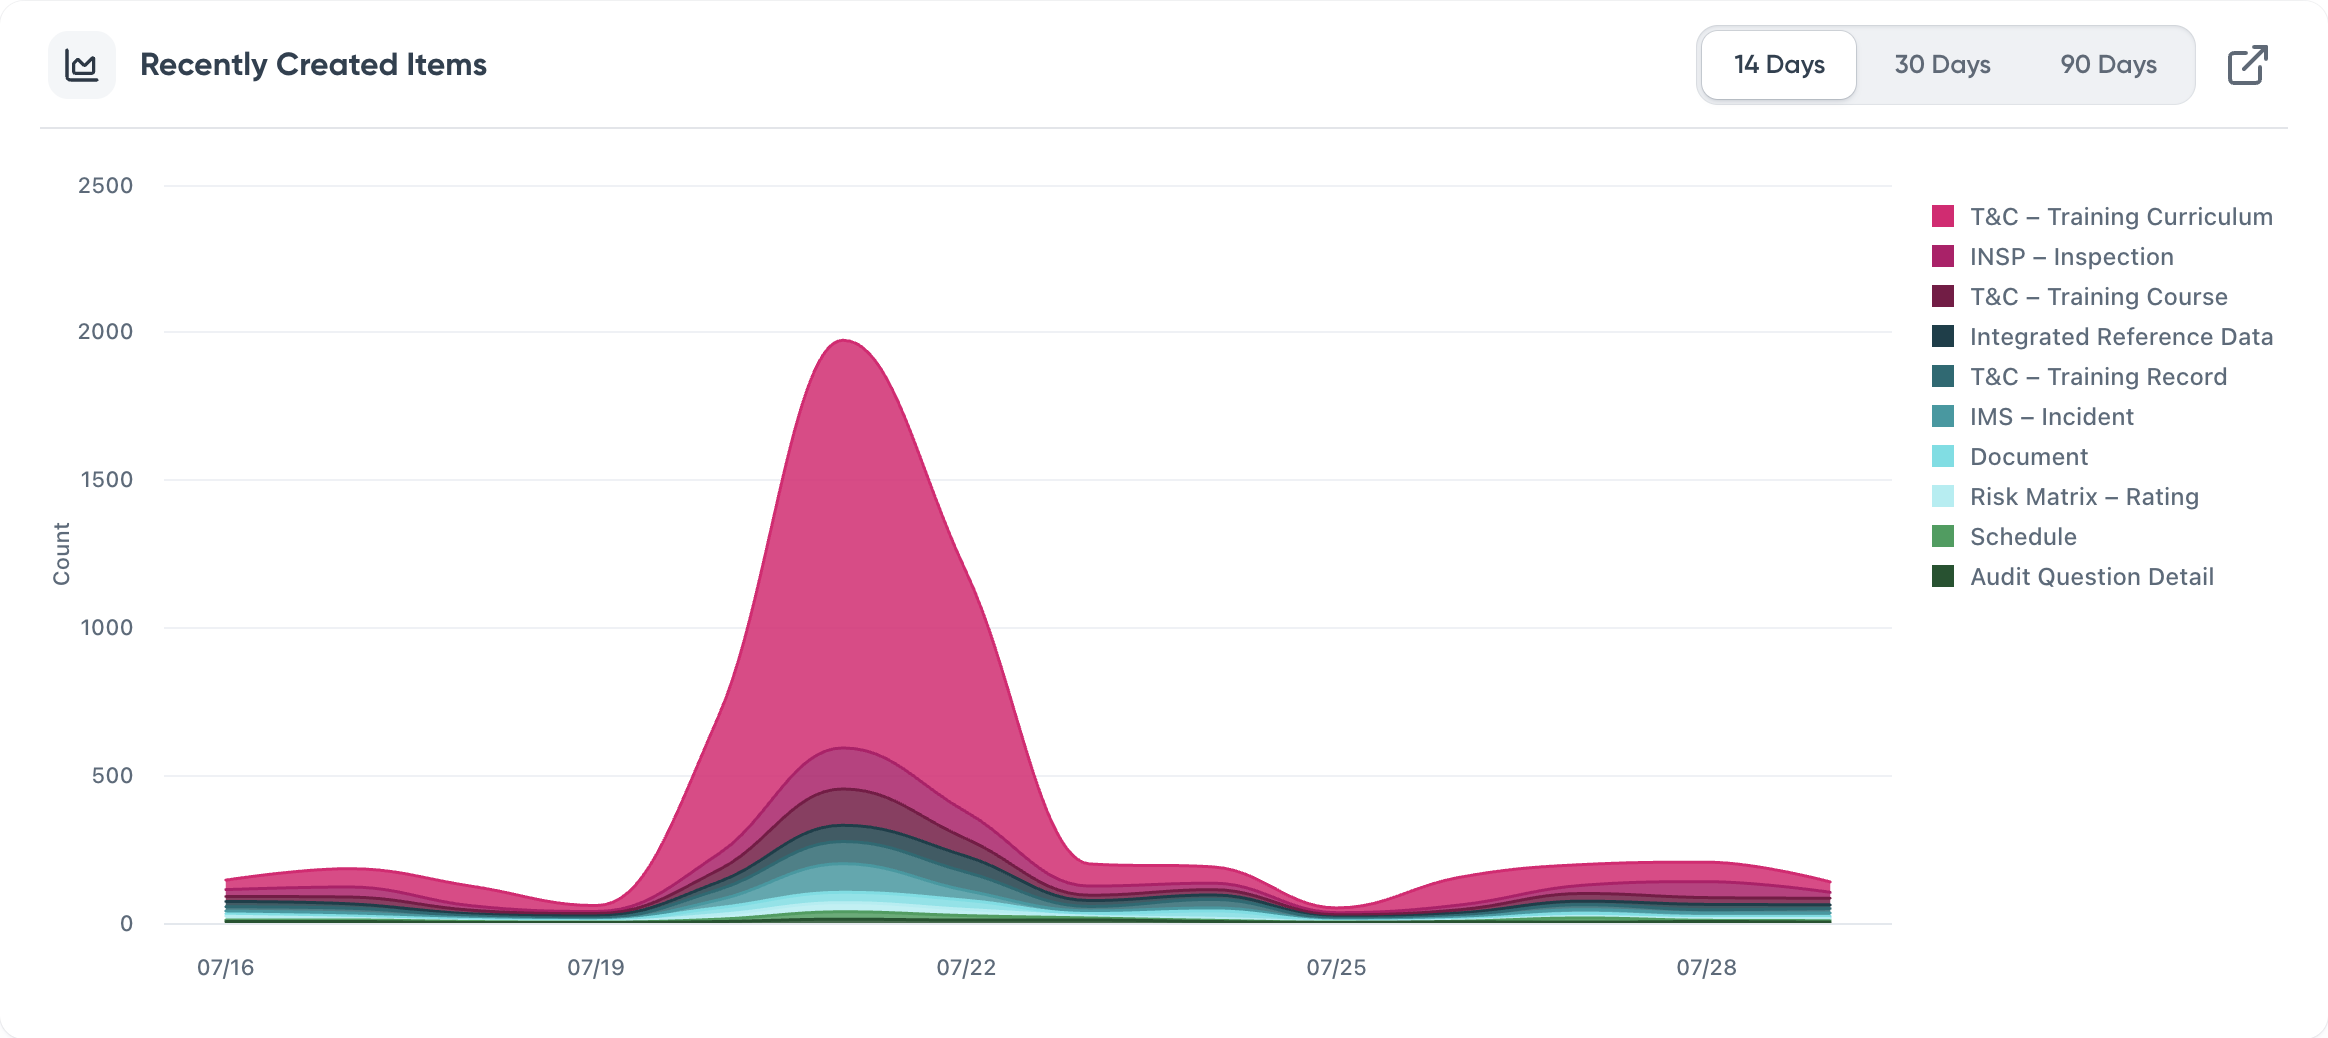 Recently Created Items
14 Days
30 Days
90 Days
2500
2000
1500
1000
500
0
Count
07/16
07/19
07/22
07/25
07/28
T&C – Training Curriculum
INSP – Inspection
T&C – Training Course
Integrated Reference Data
T&C – Training Record
IMS – Incident
Document
Risk Matrix – Rating
Schedule
Audit Question Detail